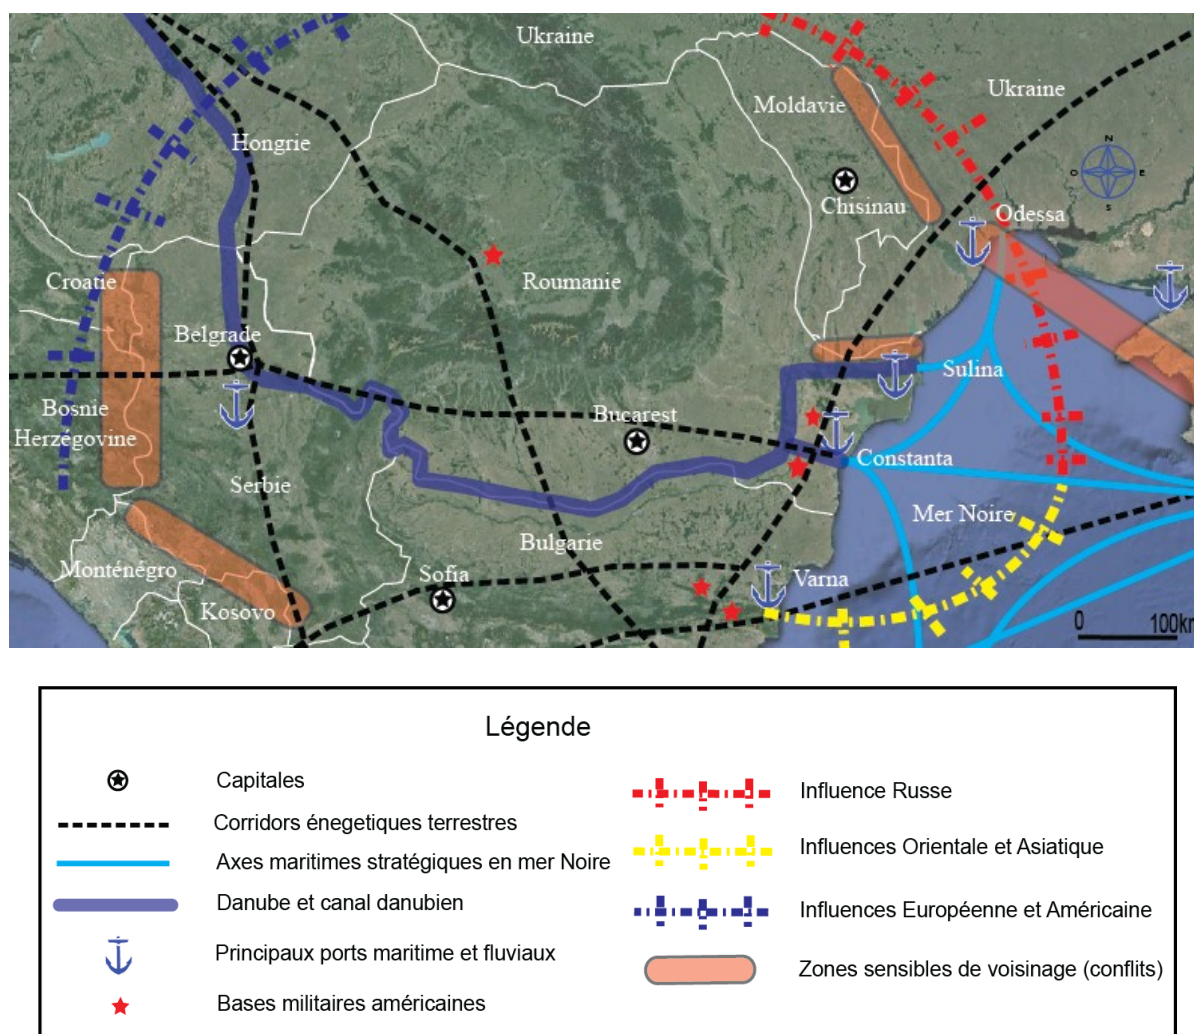 Ukraine
Ukraine
Moldavie
Hongrie
Chisinau
Odessa
Croatie
Roumanie
Belgrade
Sulina
Bosnie
Herzégovine
Bucarest
Constanta
Serbie
Mer Noire
Bulgarie
Monténégro
Sofia
Varna
Kosovo
N
O
E
S
0
100km
Légende
Capitales
Corridors énegetiques terrestres
Axes maritimes stratégiques en mer Noire
Danube et canal danubien
Principaux ports maritime et fluviaux
Bases militaires américaines
Influence Russe
Influences Orientale et Asiatique
Influences Européenne et Américaine
Zones sensibles de voisinage (conflits)